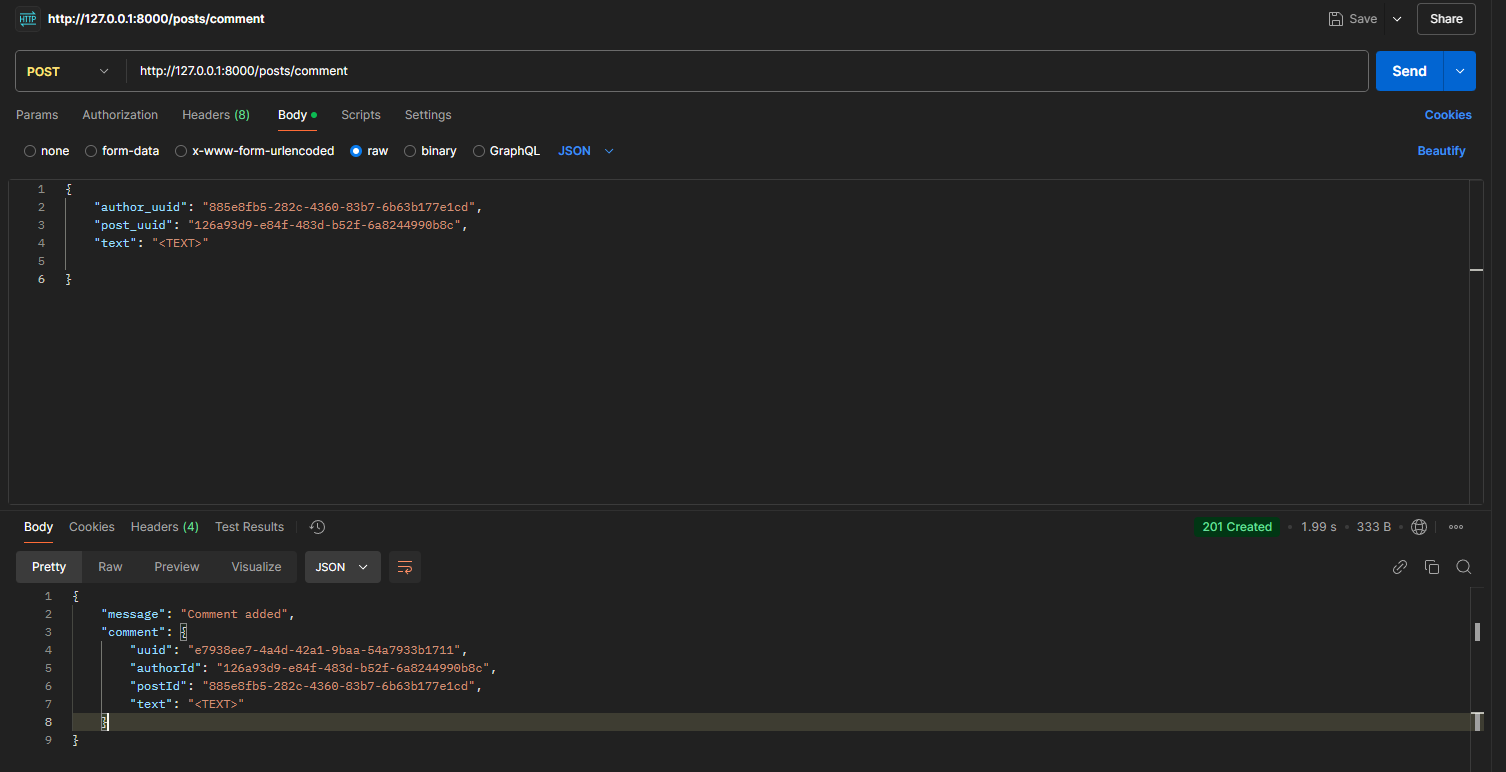 HTTP http://127.0.0.1:8000/posts/comment Save Share
POST http://127.0.0.1:8000/posts/comment Send
Params Authorization Headers (8) Body Scripts Settings Cookies
none form-data x-www-form-urlencoded raw binary GraphQL JSON Beautify
1 {
2 "author_uuid": "885e8fb5-282c-4360-83b7-6b63b177e1cd",
3 "post_uuid": "126a93d9-e84f-483d-b52f-6a8244990b8c",
4 "text": "<TEXT>"
5
6 }
Body Cookies Headers (4) Test Results 201 Created • 1.99 s • 333 B •
Pretty Raw Preview Visualize JSON
1 {
2 "message": "Comment added",
3 "comment": {
4 "uuid": "e7938ee7-4a4d-42a1-9baa-54a7933b1711",
5 "authorId": "126a93d9-e84f-483d-b52f-6a8244990b8c",
6 "postId": "885e8fb5-282c-4360-83b7-6b63b177e1cd",
7 "text": "<TEXT>"
8 }
9 }